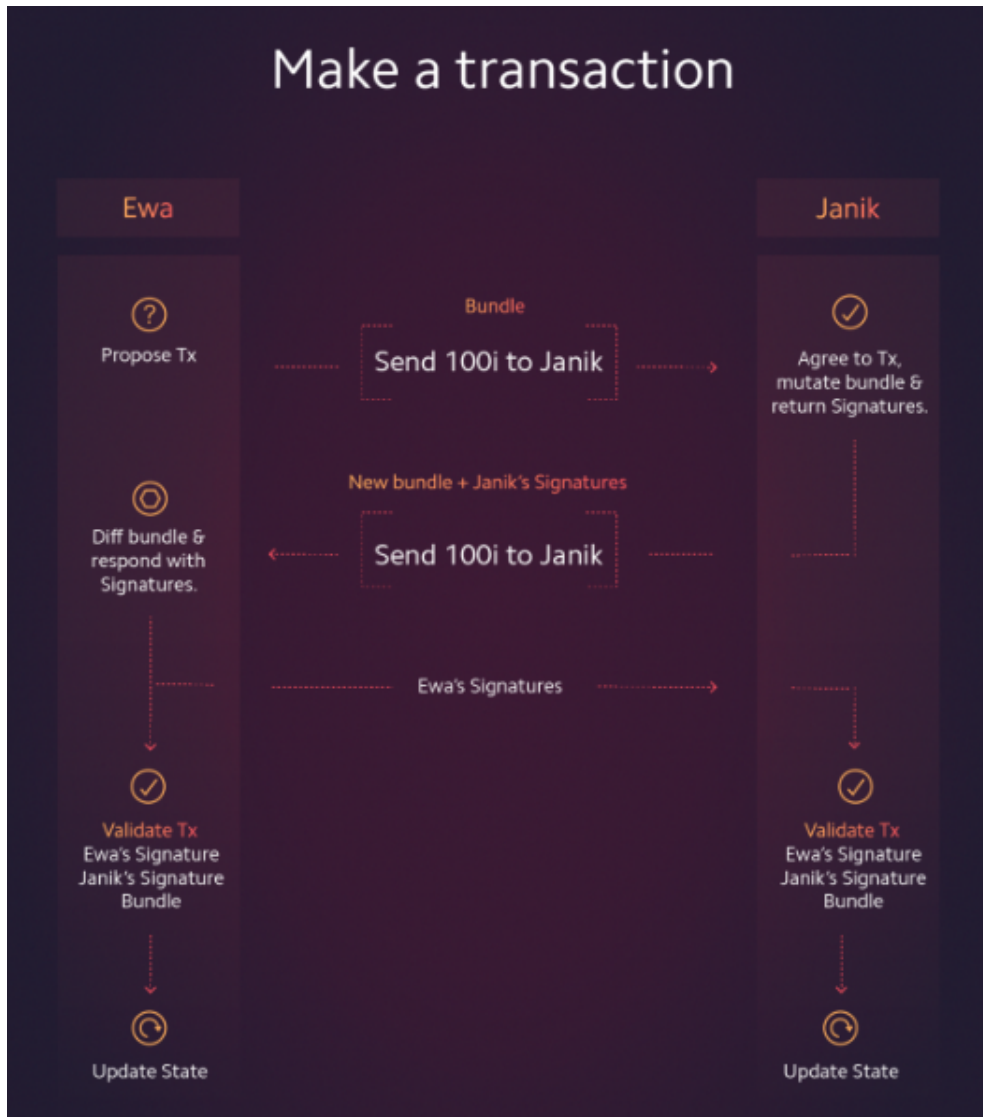 Make a transaction
Ewa
Janik
Bundle
?
Propose Tx
Send 100i to Janik
Agree to Tx,
mutate bundle &
return Signatures.
New bundle + Janik's Signatures
Diff bundle &
respond with
Signatures.
Send 100i to Janik
Ewa's Signatures
Validate Tx
Ewa's Signature
Janik's Signature
Bundle
Validate Tx
Ewa's Signature
Janik's Signature
Bundle
Update State
Update State